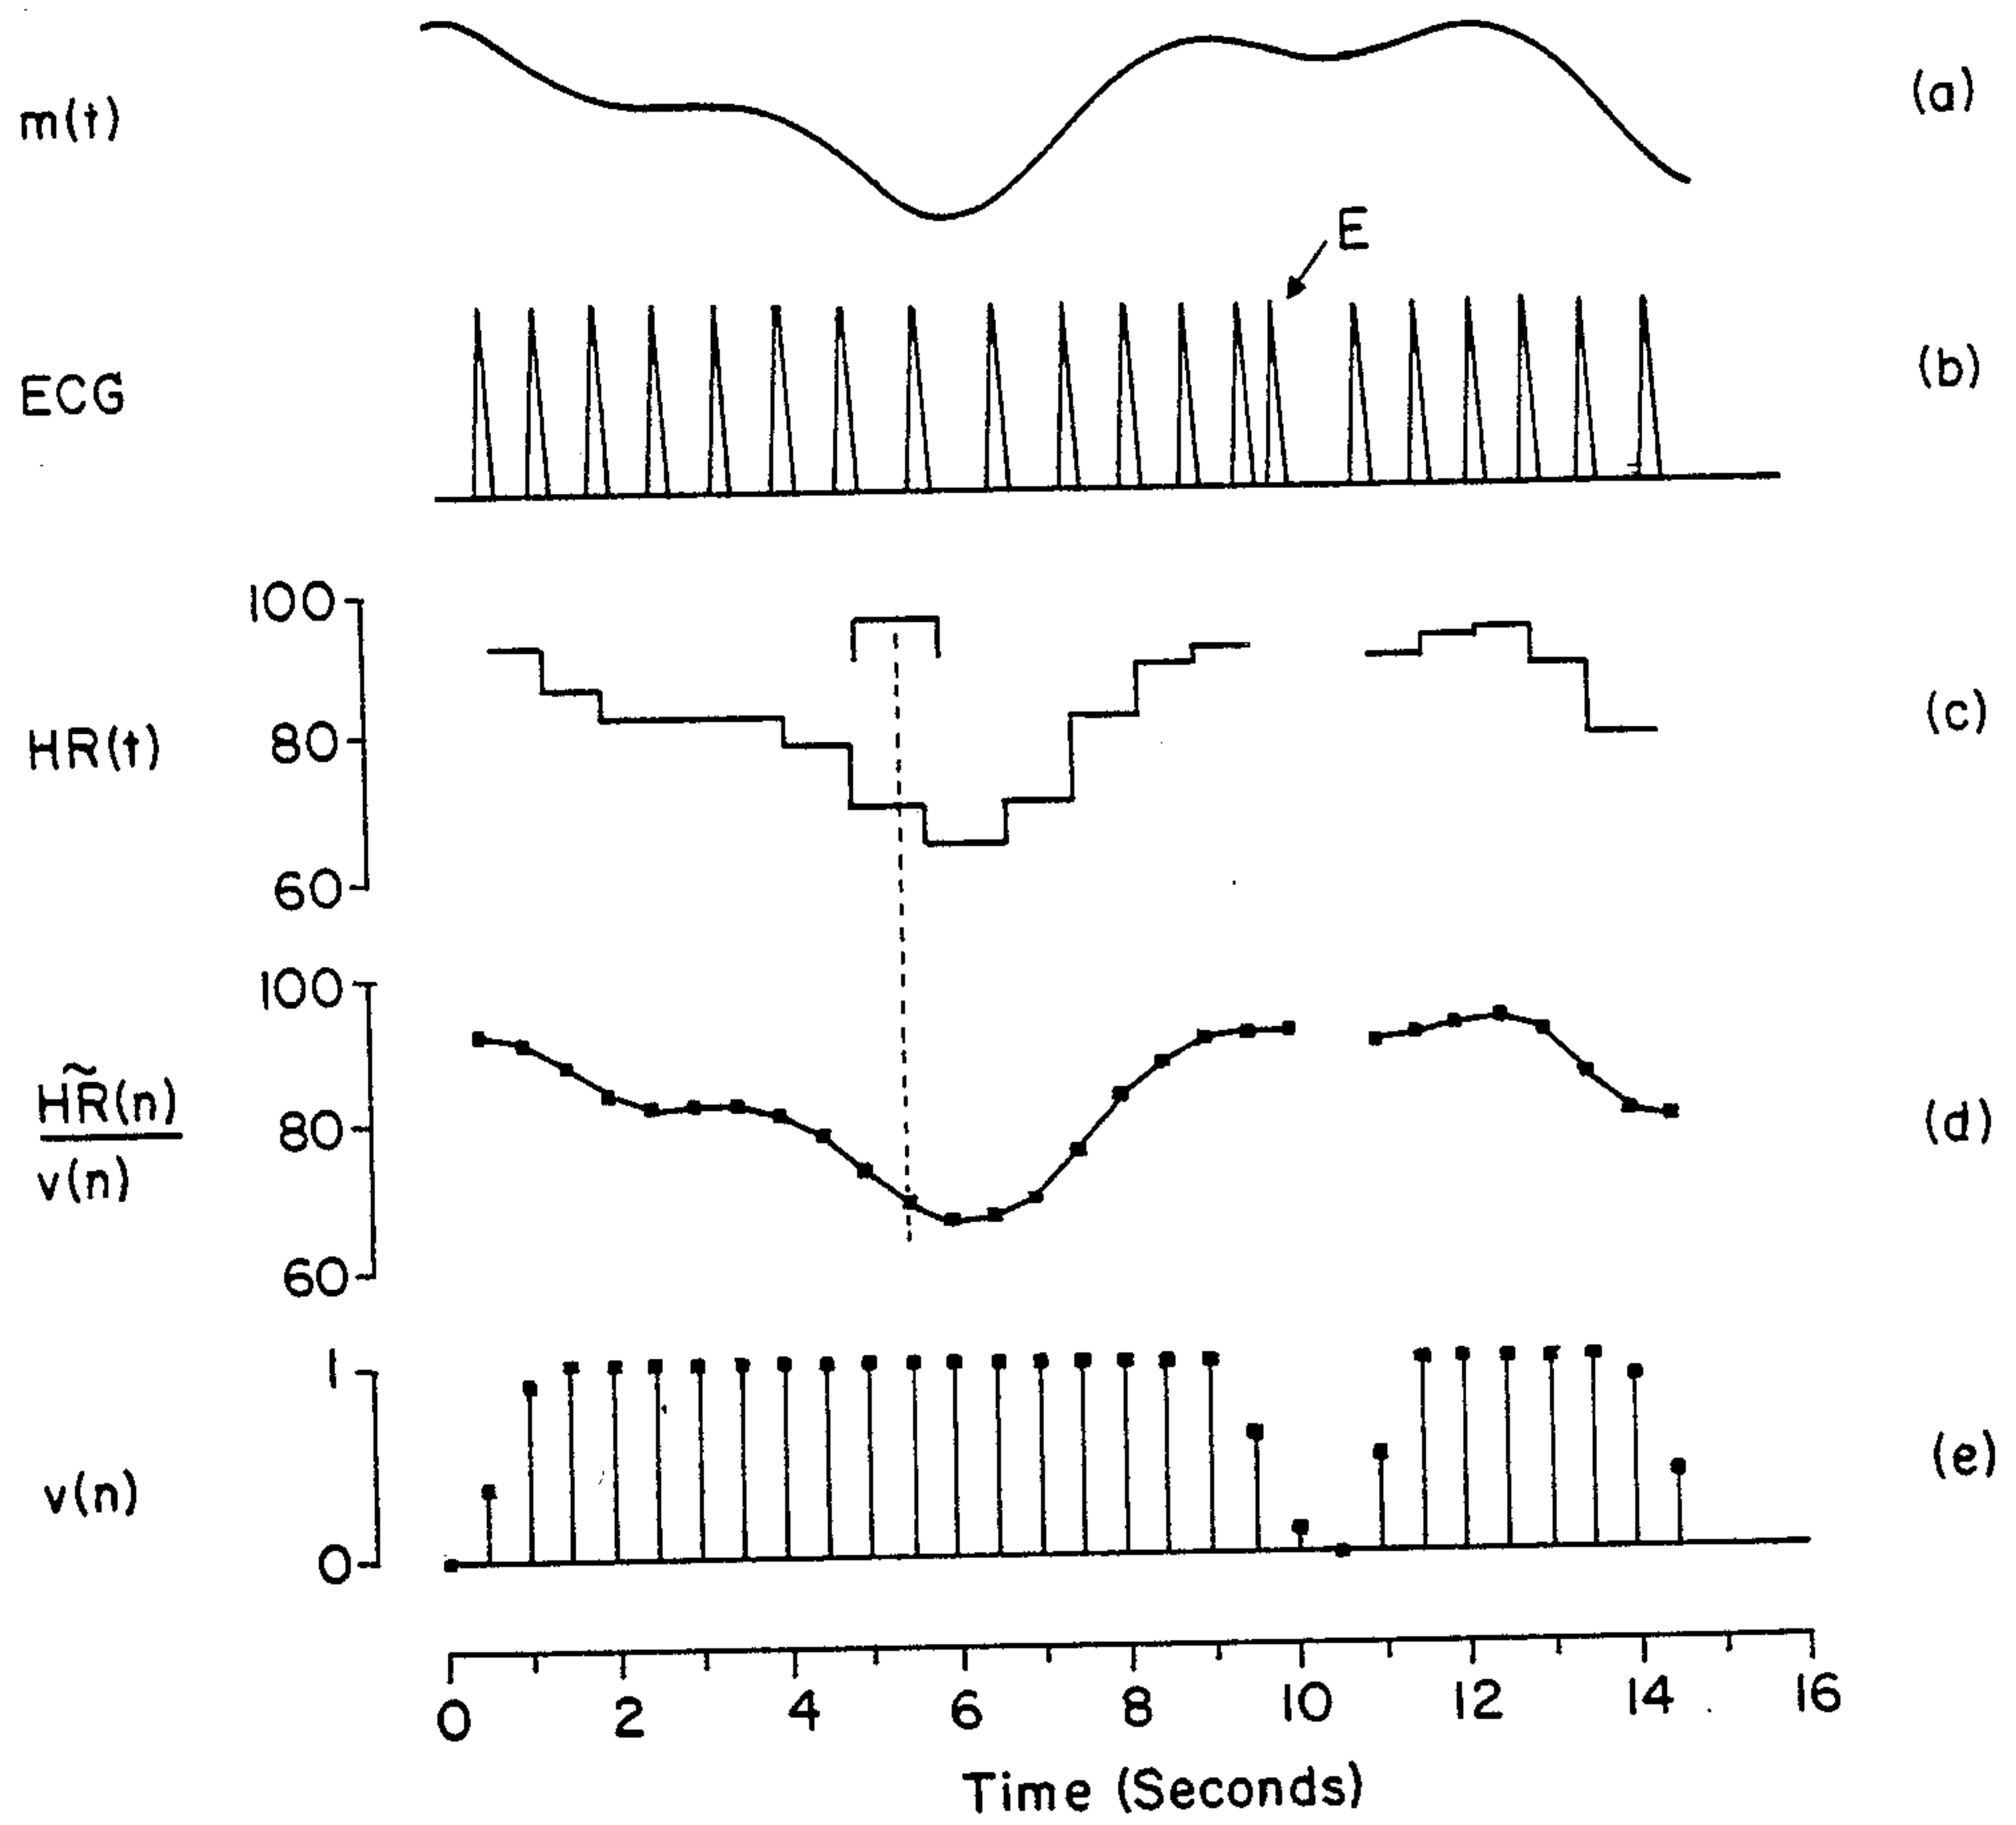 m(t)
(a)
E
ECG
(b)
100
80
60
HR(t)
(c)
100
80
60
H͂R(n)
v(n)
(d)
1
0
v(n)
(e)
0 2 4 6 8 10 12 14 16
Time (Seconds)